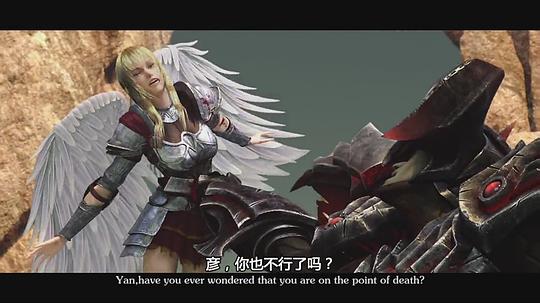 彦，你也不行了吗？
Yan,have you ever wondered that you are on the point of death?